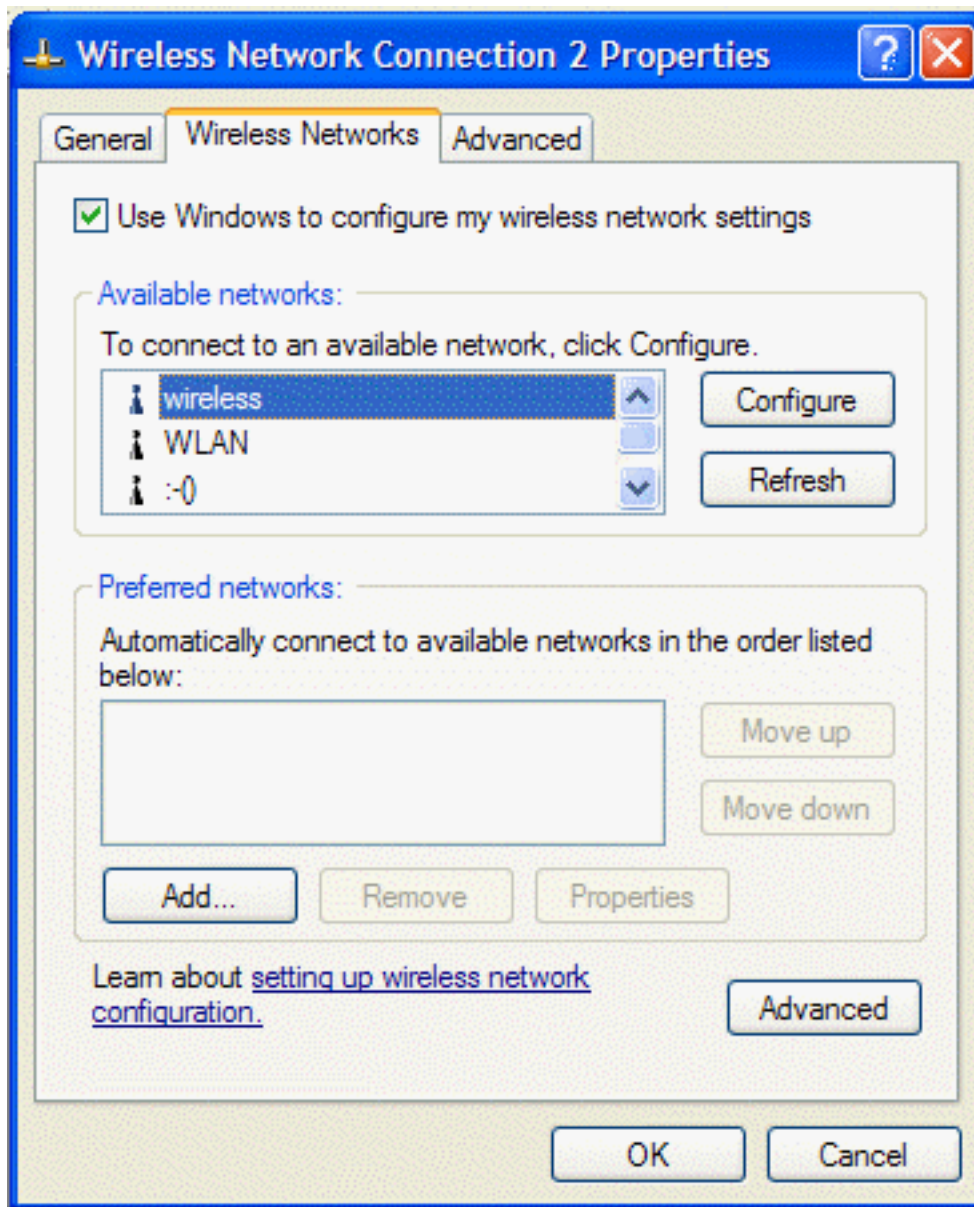 Wireless Network Connection 2 Properties
General Wireless Networks Advanced
Use Windows to configure my wireless network settings
Available networks:
To connect to an available network, click Configure.
wireless
WLAN
:-()
Configure
Refresh
Preferred networks:
Automatically connect to available networks in the order listed
below:
Move up
Move down
Add... Remove Properties
Learn about setting up wireless network
configuration.
Advanced
OK Cancel